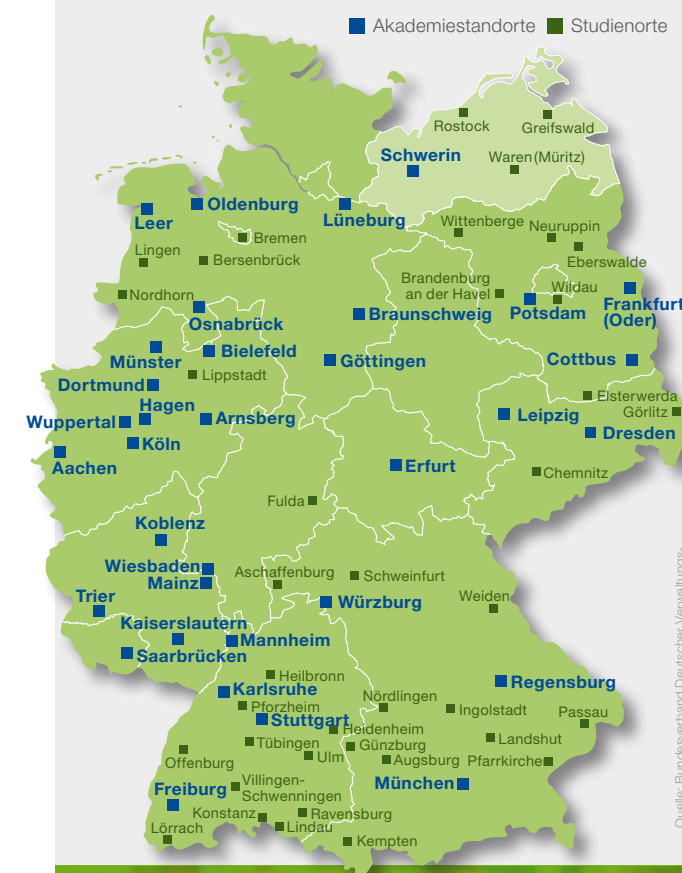 Akademiestandorte Studienorte
Rostock
Greifswald
Schwerin
Waren (Müritz)
Oldenburg
Leer
Lüneburg
Wittenberge
Neuruppin
Bremen
Lingen
Bersenbrück
Eberswalde
Brandenburg
an der Havel
Wildau
Nordhorn
Frankfurt
(Oder)
Potsdam
Braunschweig
Osnabrück
Bielefeld
Münster
Göttingen
Cottbus
Lippstadt
Dortmund
Elsterwerda
Hagen
Görlitz
Wuppertal
Arnsberg
Leipzig
Dresden
Köln
Aachen
Erfurt
Chemnitz
Fulda
Koblenz
Wiesbaden
Mainz
Aschaffenburg
Schweinfurt
Trier
Weiden
Würzburg
Kaiserslautern
Mannheim
Saarbrücken
Heilbronn
Regensburg
Karlsruhe
Nördlingen
Pforzheim
Ingolstadt
Passau
Stuttgart
Heidenheim
Tübingen
Günzburg
Landshut
Ulm
Augsburg
Pfarrkirchen
Offenburg
München
Villingen-
Schwenningen
Freiburg
Konstanz
Ravensburg
Lindau
Lörrach
Kempten
Quelle: Bundesverband Deutscher Verwaltungs-